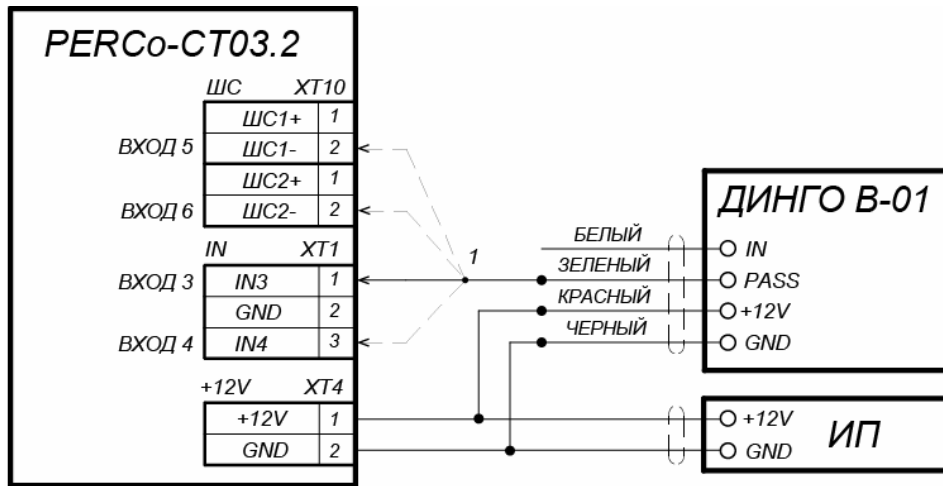 PERCo-CT03.2
ШС XT10
ШС1+ 1
ВХОД 5 ШС1- 2
ШС2+ 1
ВХОД 6 ШС2- 2
IN XT1
ВХОД 3 IN3 1
GND 2
ВХОД 4 IN4 3
+12V XT4
+12V 1
GND 2
1
БЕЛЫЙ
ЗЕЛЕНЫЙ
КРАСНЫЙ
ЧЕРНЫЙ
ДИНГО В-01
IN
PASS
+12V
GND
+12V
GND
ИП